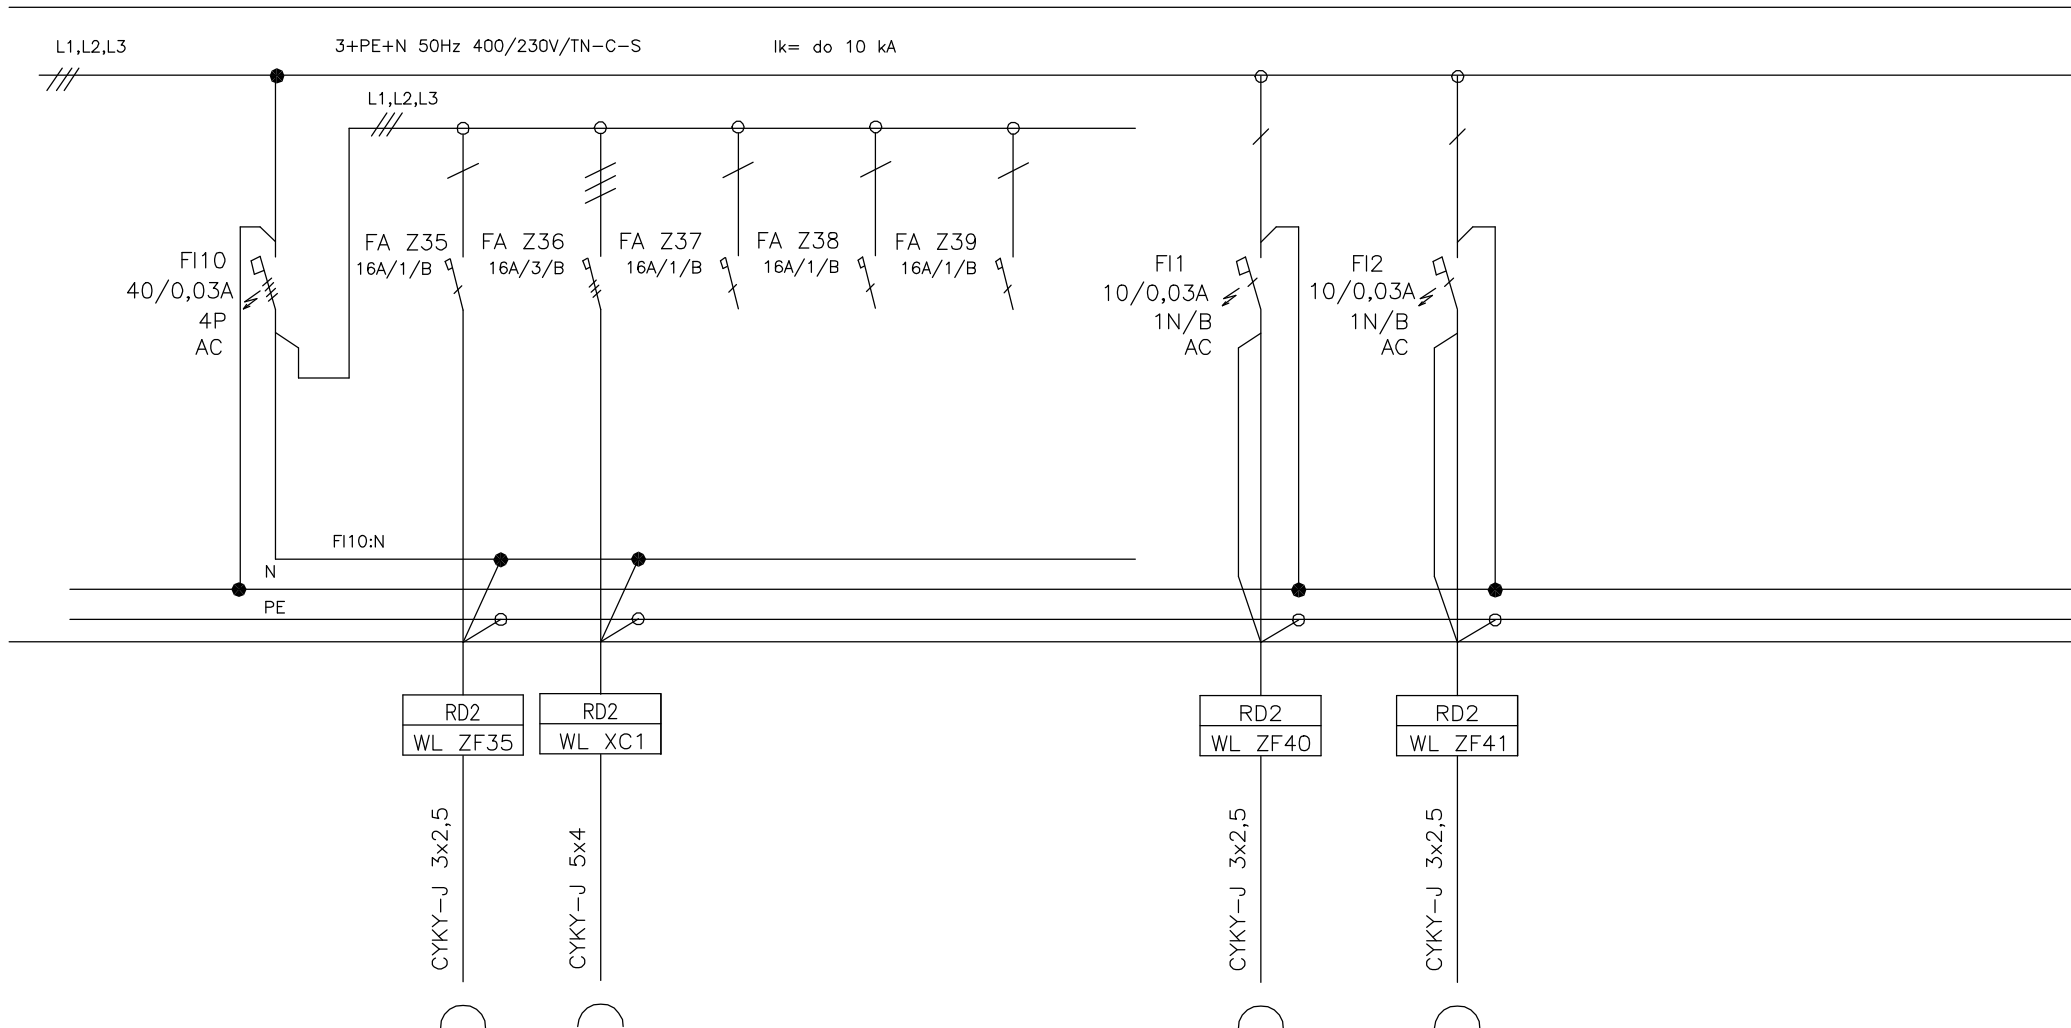 L1,L2,L3
3+PE+N 50Hz 400/230V/TN-C-S
Ik= do 10 kA
L1,L2,L3
FI10
40/0,03A
4P
AC
FA Z35
16A/1/B
FA Z36
16A/3/B
FA Z37
16A/1/B
FA Z38
16A/1/B
FA Z39
16A/1/B
FI1
10/0,03A
1N/B
AC
FI2
10/0,03A
1N/B
AC
FI10:N
N
PE
RD2
WL ZF35
RD2
WL XC1
RD2
WL ZF40
RD2
WL ZF41
CYKY-J 3x2,5
CYKY-J 5x4
CYKY-J 3x2,5
CYKY-J 3x2,5